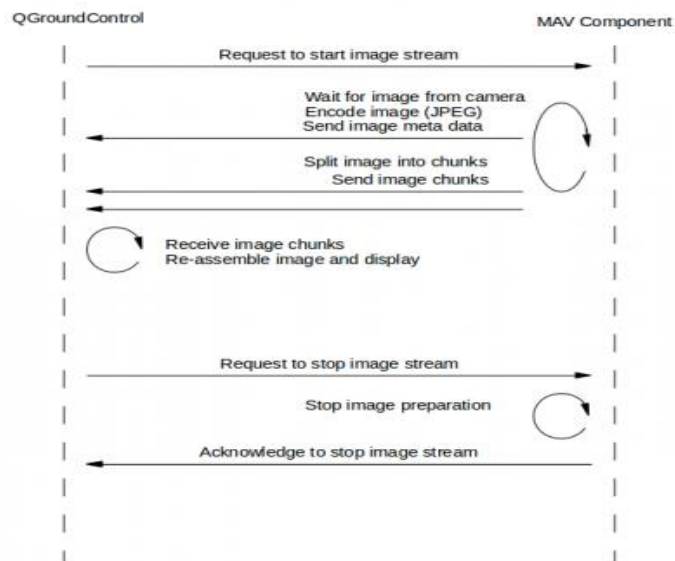 QGroundControl
MAV Component
Request to start image stream
Wait for image from camera
Encode image (JPEG)
Send image meta data
Split image into chunks
Send image chunks
Receive image chunks
Re-assemble image and display
Request to stop image stream
Stop image preparation
Acknowledge to stop image stream